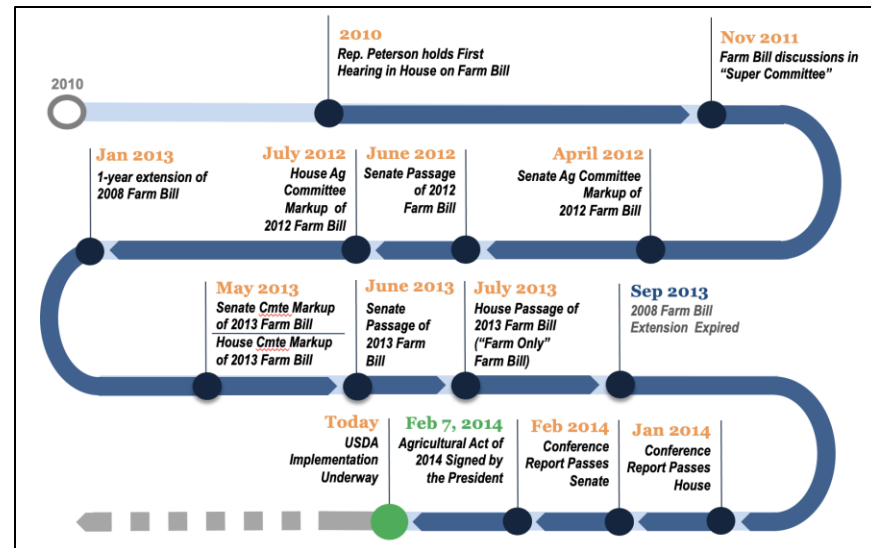 2010
2010
Rep. Peterson holds First
Hearing in House on Farm Bill
Nov 2011
Farm Bill discussions in
“Super Committee”
Jan 2013
1-year extension of
2008 Farm Bill
July 2012
House Ag
Committee
Markup of
2012 Farm Bill
June 2012
Senate Passage
of 2012
Farm Bill
April 2012
Senate Ag Committee
Markup of
2012 Farm Bill
May 2013
Senate Cmte Markup
of 2013 Farm Bill
House Cmte Markup
of 2013 Farm Bill
June 2013
Senate
Passage of
2013 Farm
Bill
July 2013
House Passage of
2013 Farm Bill
(“Farm Only”
Farm Bill)
Sep 2013
2008 Farm Bill
Extension Expired
Today
USDA
Implementation
Underway
Feb 7, 2014
Agricultural Act of
2014 Signed by
the President
Feb 2014
Conference
Report Passes
Senate
Jan 2014
Conference
Report Passes
House